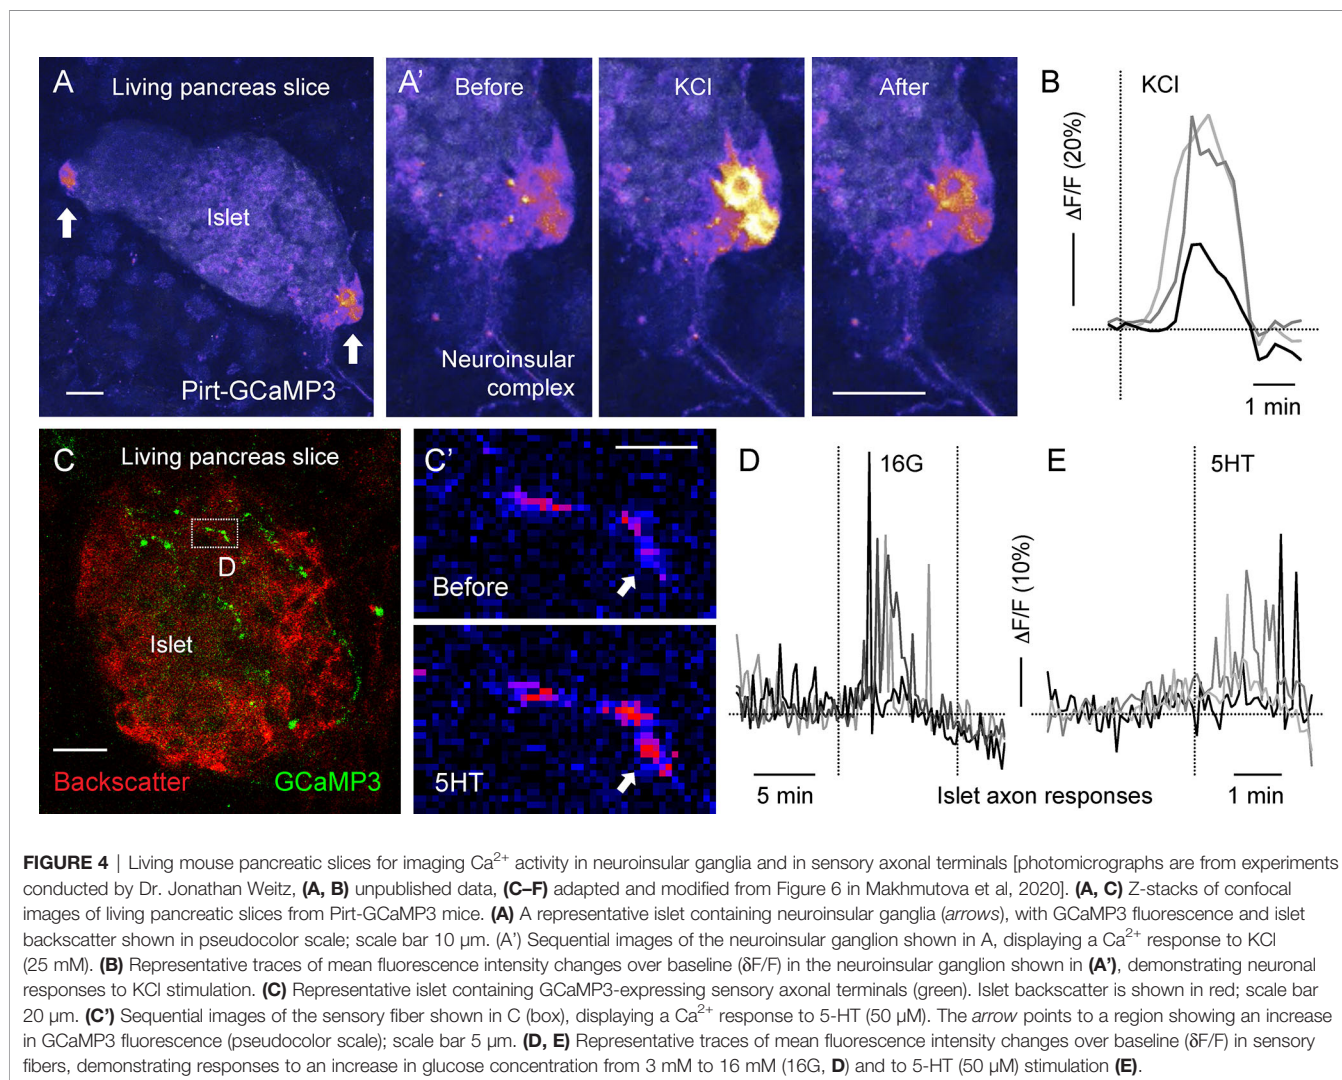 A
Living pancreas slice
Islet
Pirt-GCaMP3
A'
Before
KCl
After
Neuroinsular
complex
B
KCl
ΔF/F (20%)
1 min
C
Living pancreas slice
D
Islet
Backscatter
GCaMP3
C'
Before
5HT
D
16G
5 min
E
5HT
ΔF/F (10%)
Islet axon responses
1 min
FIGURE 4 | Living mouse pancreatic slices for imaging Ca²⁺ activity in neuroinsular ganglia and in sensory axonal terminals [photomicrographs are from experiments
conducted by Dr. Jonathan Weitz, (A, B) unpublished data, (C–F) adapted and modified from Figure 6 in Makhmutova et al, 2020]. (A, C) Z-stacks of confocal
images of living pancreatic slices from Pirt-GCaMP3 mice. (A) A representative islet containing neuroinsular ganglia (arrows), with GCaMP3 fluorescence and islet
backscatter shown in pseudocolor scale; scale bar 10 µm. (A') Sequential images of the neuroinsular ganglion shown in A, displaying a Ca²⁺ response to KCl
(25 mM). (B) Representative traces of mean fluorescence intensity changes over baseline (δF/F) in the neuroinsular ganglion shown in (A'), demonstrating neuronal
responses to KCl stimulation. (C) Representative islet containing GCaMP3-expressing sensory axonal terminals (green). Islet backscatter is shown in red; scale bar
20 µm. (C') Sequential images of the sensory fiber shown in C (box), displaying a Ca²⁺ response to 5-HT (50 µM). The arrow points to a region showing an increase
in GCaMP3 fluorescence (pseudocolor scale); scale bar 5 µm. (D, E) Representative traces of mean fluorescence intensity changes over baseline (δF/F) in sensory
fibers, demonstrating responses to an increase in glucose concentration from 3 mM to 16 mM (16G, D) and to 5-HT (50 µM) stimulation (E).